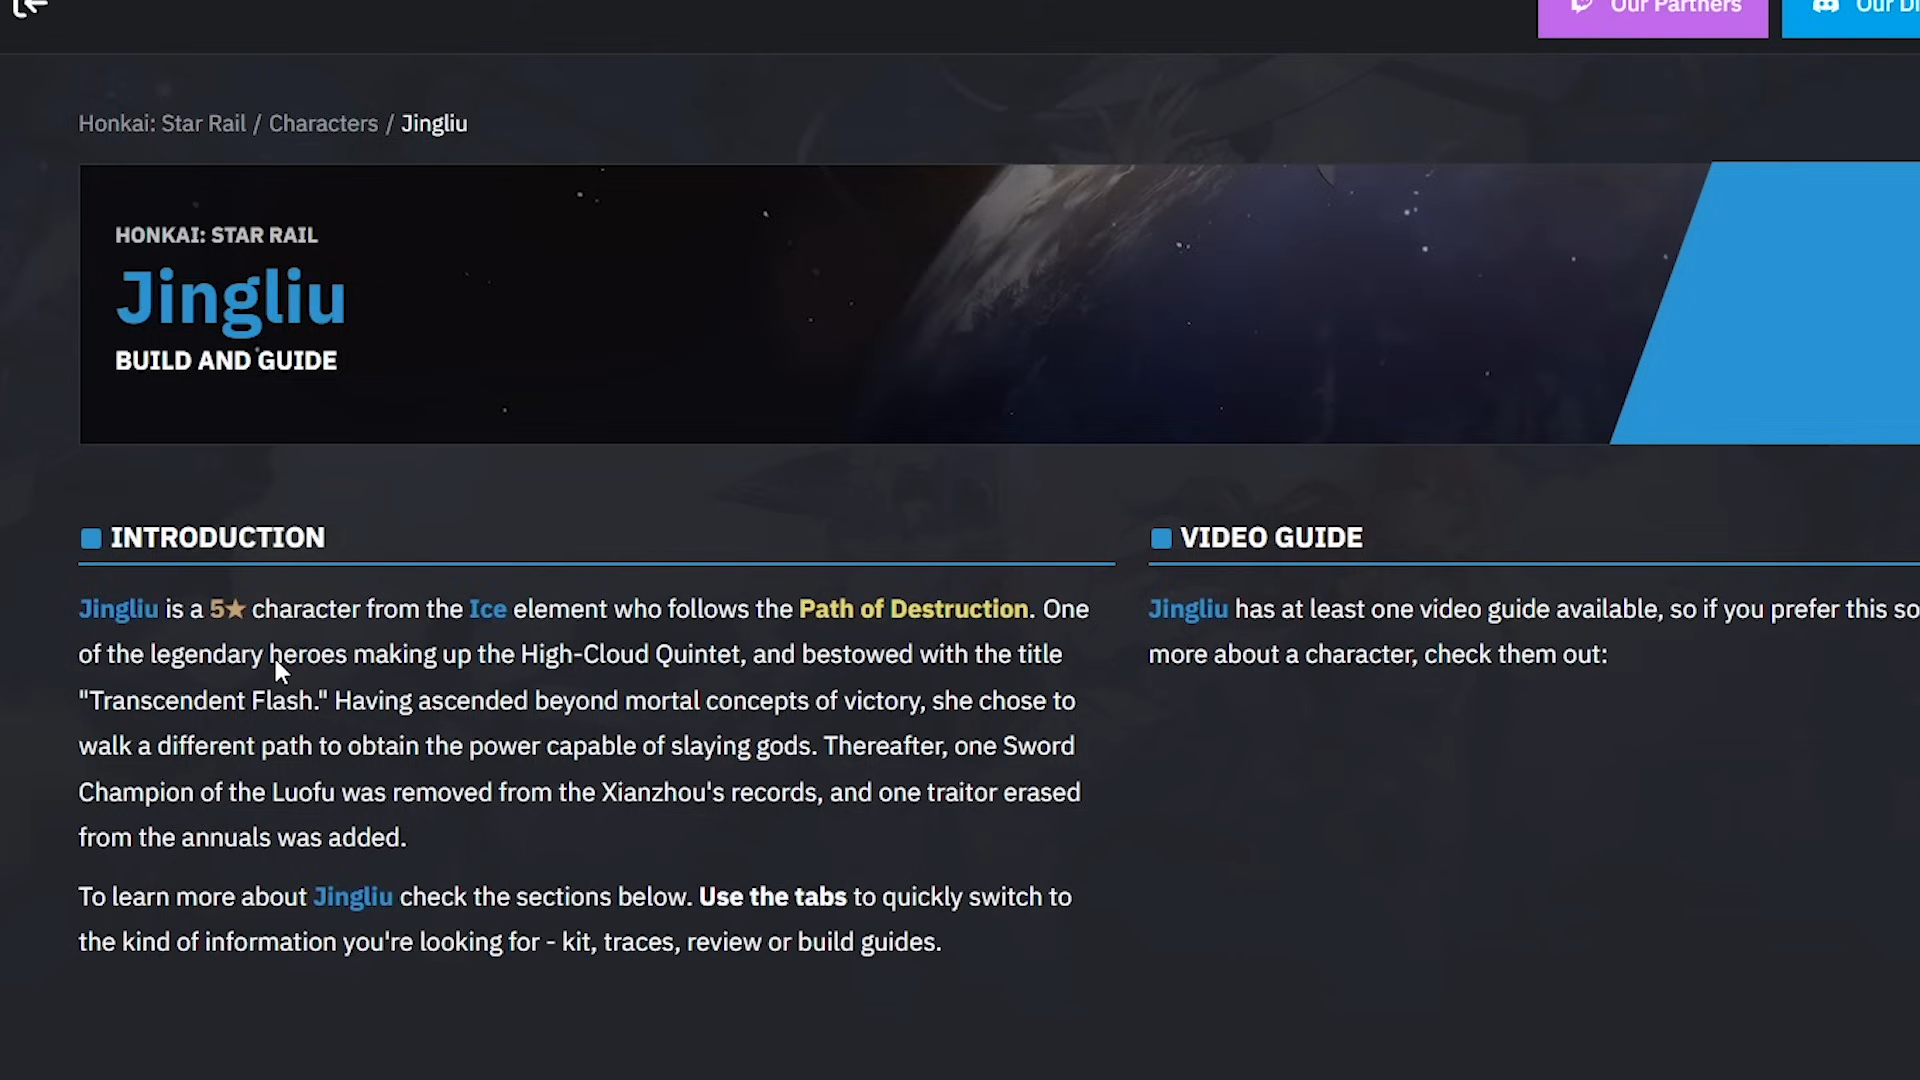 Our Partners
Honkai: Star Rail / Characters / Jingliu
HONKAI: STAR RAIL
Jingliu
BUILD AND GUIDE
INTRODUCTION
Jingliu is a 5★ character from the Ice element who follows the Path of Destruction. One
of the legendary heroes making up the High-Cloud Quintet, and bestowed with the title
"Transcendent Flash." Having ascended beyond mortal concepts of victory, she chose to
walk a different path to obtain the power capable of slaying gods. Thereafter, one Sword
Champion of the Luofu was removed from the Xianzhou's records, and one traitor erased
from the annuals was added.
To learn more about Jingliu check the sections below. Use the tabs to quickly switch to
the kind of information you're looking for - kit, traces, review or build guides.
VIDEO GUIDE
Jingliu has at least one video guide available, so if you prefer this so
more about a character, check them out:
Our Di